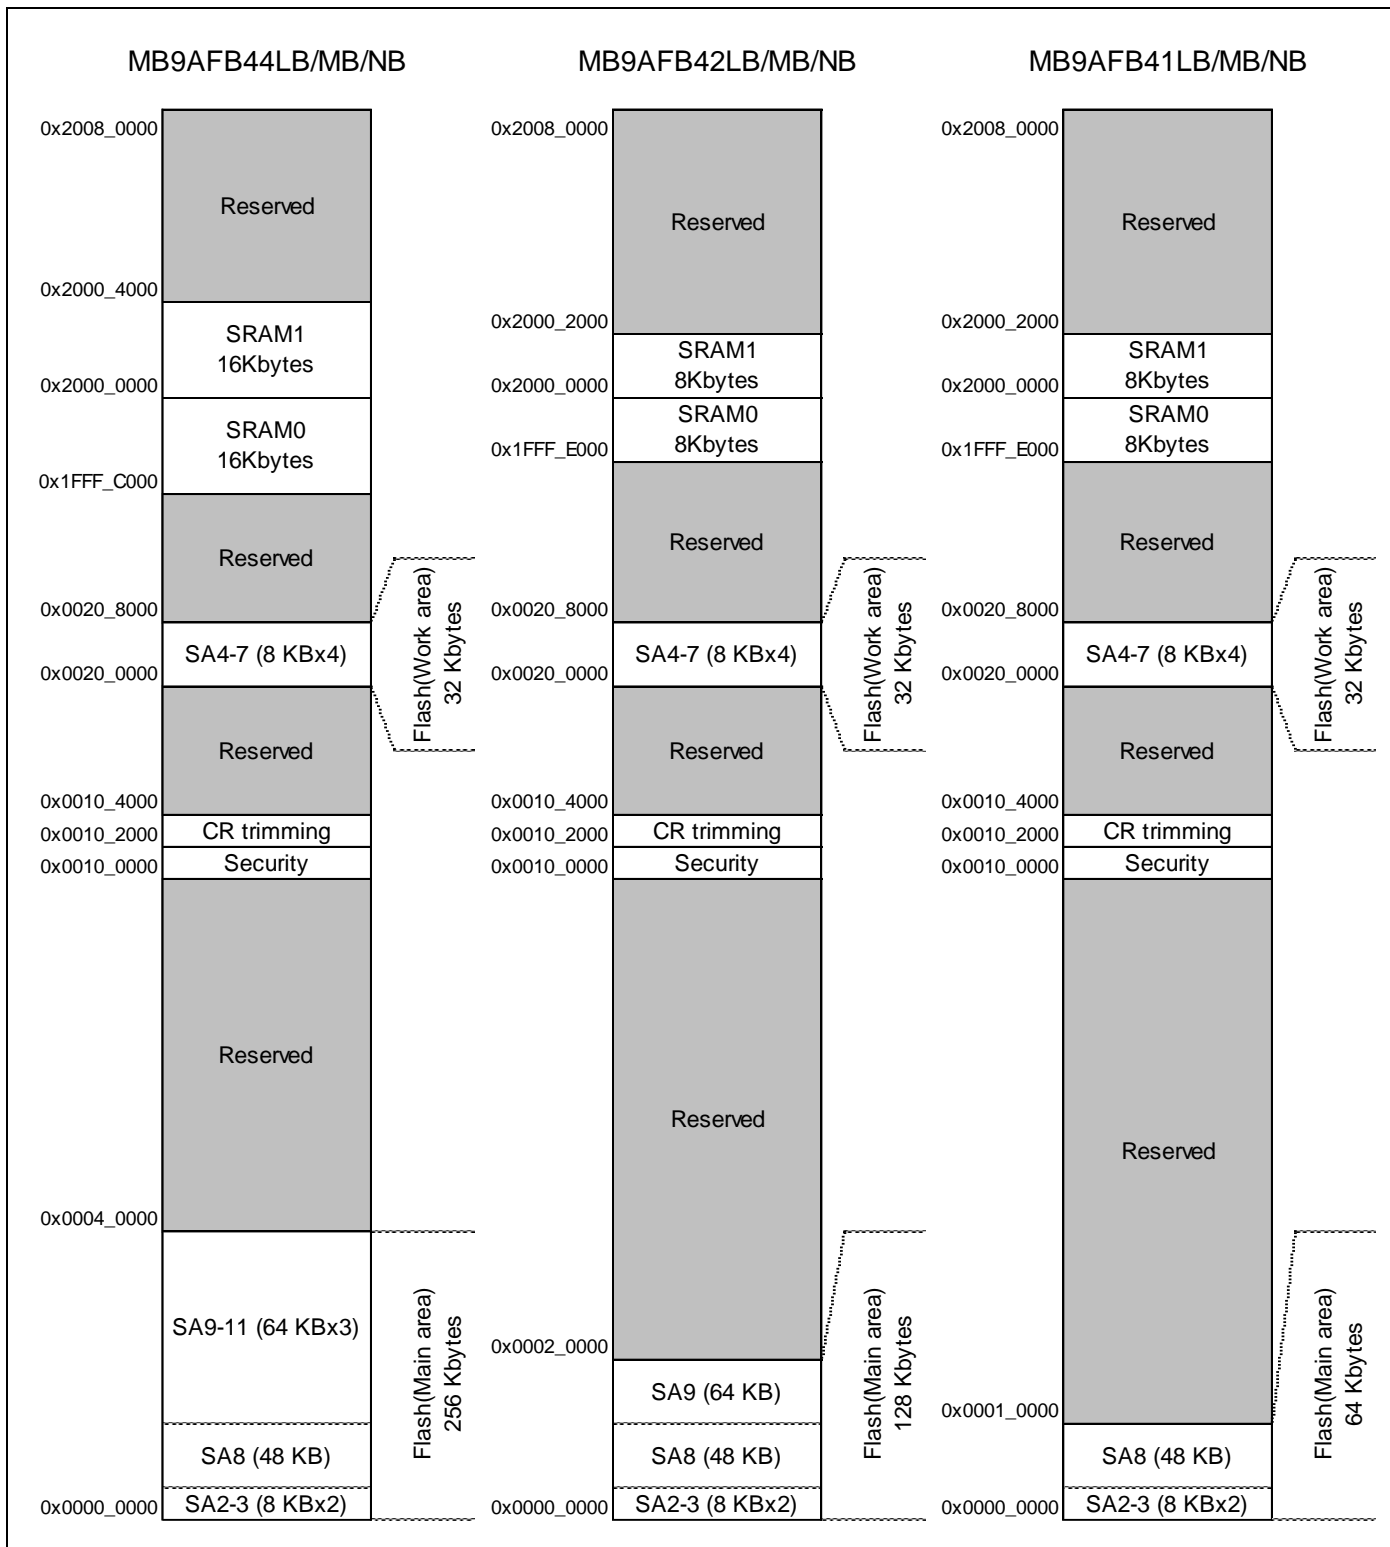 MB9AFB44LB/MB/NB
0x2008_0000
Reserved
0x2000_4000
SRAM1
16Kbytes
0x2000_0000
SRAM0
16Kbytes
0x1FFF_C000
Reserved
0x0020_8000
SA4-7 (8 KBx4)
0x0020_0000
Flash(Work area)
32 Kbytes
Reserved
0x0010_4000
CR trimming
0x0010_2000
Security
0x0010_0000
Reserved
0x0004_0000
SA9-11 (64 KBx3)
Flash(Main area)
256 Kbytes
SA8 (48 KB)
SA2-3 (8 KBx2)
0x0000_0000
MB9AFB42LB/MB/NB
0x2008_0000
Reserved
0x2000_2000
SRAM1
8Kbytes
0x2000_0000
SRAM0
8Kbytes
0x1FFF_E000
Reserved
0x0020_8000
SA4-7 (8 KBx4)
0x0020_0000
Flash(Work area)
32 Kbytes
Reserved
0x0010_4000
CR trimming
0x0010_2000
Security
0x0010_0000
Reserved
0x0002_0000
SA9 (64 KB)
Flash(Main area)
128 Kbytes
SA8 (48 KB)
SA2-3 (8 KBx2)
0x0000_0000
MB9AFB41LB/MB/NB
0x2008_0000
Reserved
0x2000_2000
SRAM1
8Kbytes
0x2000_0000
SRAM0
8Kbytes
0x1FFF_E000
Reserved
0x0020_8000
SA4-7 (8 KBx4)
0x0020_0000
Flash(Work area)
32 Kbytes
Reserved
0x0010_4000
CR trimming
0x0010_2000
Security
0x0010_0000
Reserved
0x0001_0000
Flash(Main area)
64 Kbytes
SA8 (48 KB)
SA2-3 (8 KBx2)
0x0000_0000